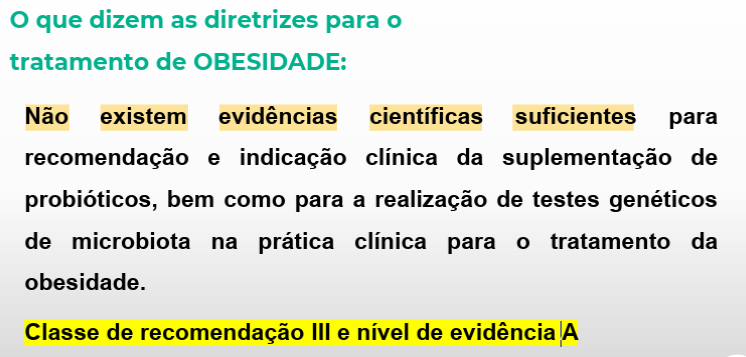 O que dizem as diretrizes para o
tratamento de OBESIDADE:
Não existem evidências científicas suficientes para
recomendação e indicação clínica da suplementação de
probióticos, bem como para a realização de testes genéticos
de microbiota na prática clínica para o tratamento da
obesidade.
Classe de recomendação III e nível de evidência A